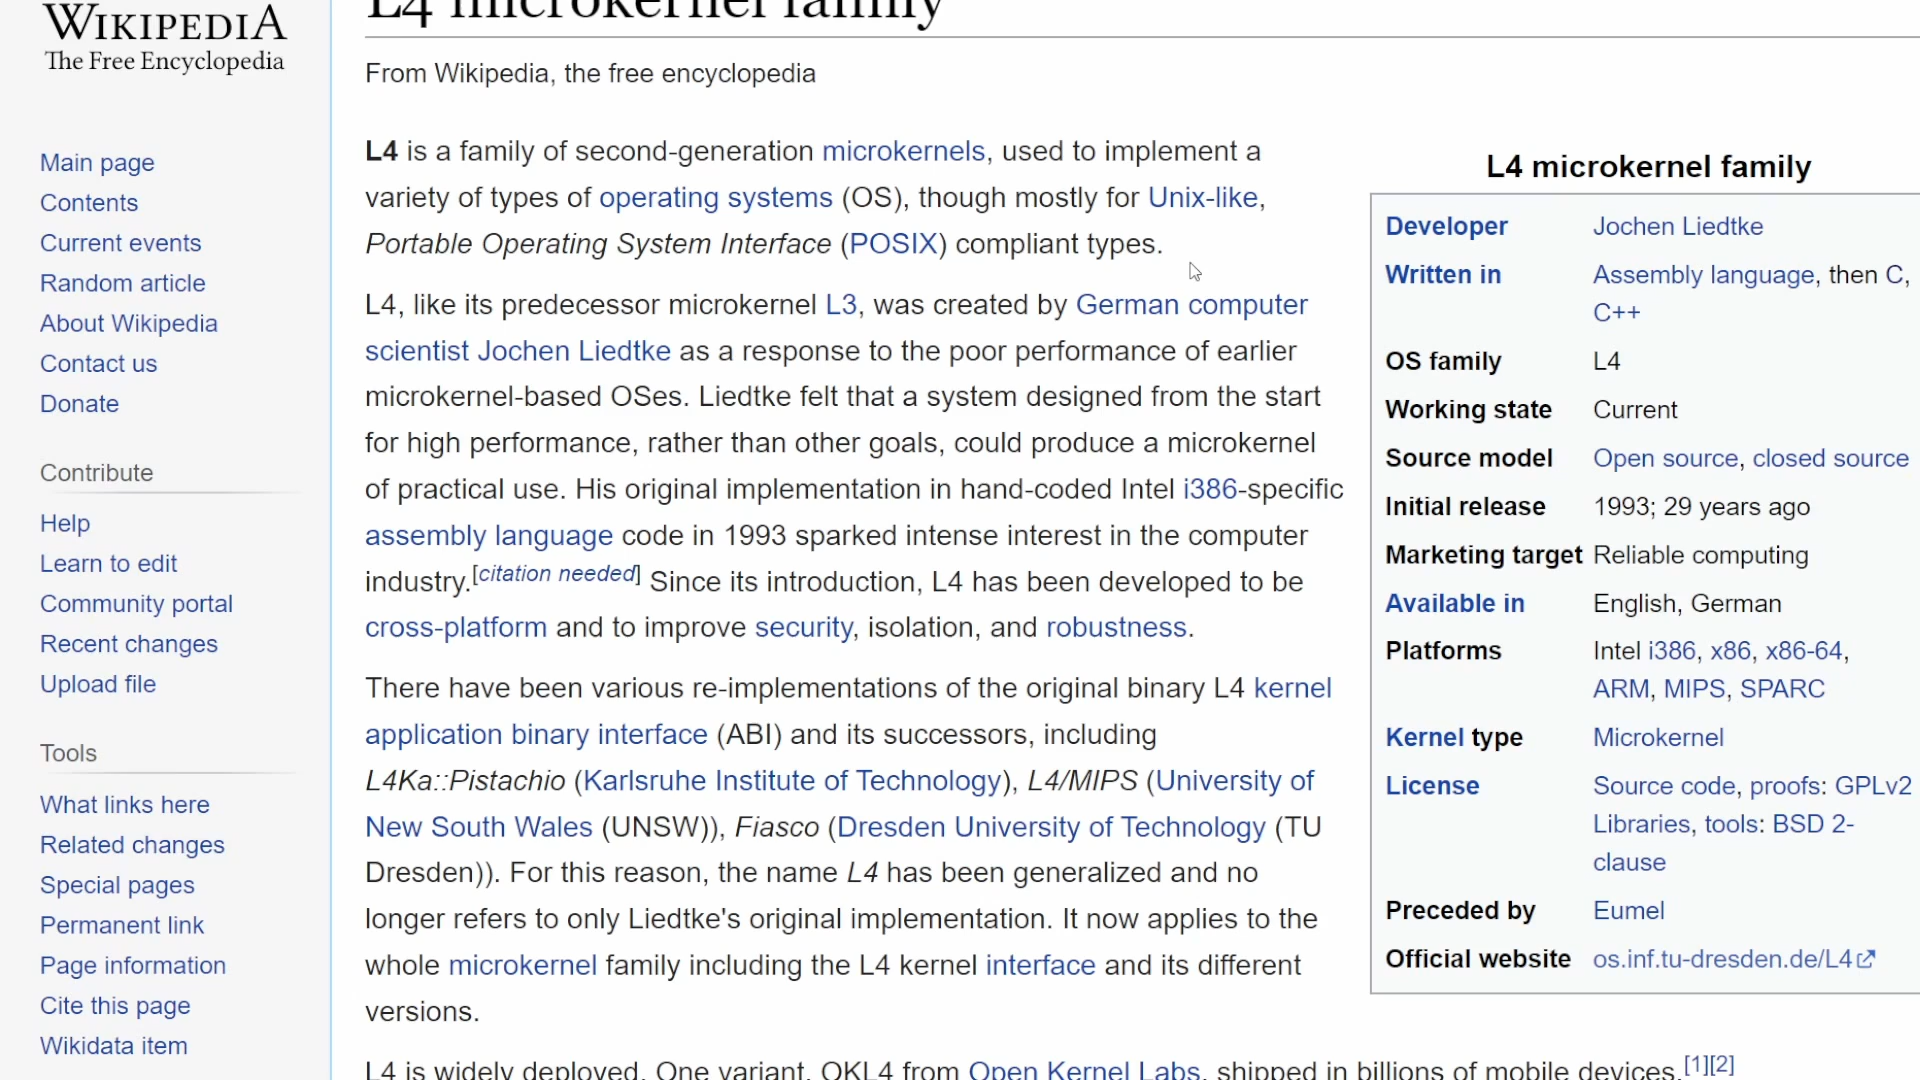 WIKIPEDIA
The Free Encyclopedia
Main page
Contents
Current events
Random article
About Wikipedia
Contact us
Donate
Contribute
Help
Learn to edit
Community portal
Recent changes
Upload file
Tools
What links here
Related changes
Special pages
Permanent link
Page information
Cite this page
Wikidata item
L4 microkernel family
From Wikipedia, the free encyclopedia
L4 is a family of second-generation microkernels, used to implement a
variety of types of operating systems (OS), though mostly for Unix-like,
Portable Operating System Interface (POSIX) compliant types.
L4, like its predecessor microkernel L3, was created by German computer
scientist Jochen Liedtke as a response to the poor performance of earlier
microkernel-based OSes. Liedtke felt that a system designed from the start
for high performance, rather than other goals, could produce a microkernel
of practical use. His original implementation in hand-coded Intel i386-specific
assembly language code in 1993 sparked intense interest in the computer
industry.[citation needed] Since its introduction, L4 has been developed to be
cross-platform and to improve security, isolation, and robustness.
There have been various re-implementations of the original binary L4 kernel
application binary interface (ABI) and its successors, including
L4Ka::Pistachio (Karlsruhe Institute of Technology), L4/MIPS (University of
New South Wales (UNSW)), Fiasco (Dresden University of Technology (TU
Dresden)). For this reason, the name L4 has been generalized and no
longer refers to only Liedtke's original implementation. It now applies to the
whole microkernel family including the L4 kernel interface and its different
versions.
L4 is widely deployed. One variant, OKL4 from Open Kernel Labs, shipped in billions of mobile devices.[1][2]
L4 microkernel family
Developer Jochen Liedtke
Written in Assembly language, then C,
C++
OS family L4
Working state Current
Source model Open source, closed source
Initial release 1993; 29 years ago
Marketing target Reliable computing
Available in English, German
Platforms Intel i386, x86, x86-64,
ARM, MIPS, SPARC
Kernel type Microkernel
License Source code, proofs: GPLv2
Libraries, tools: BSD 2-
clause
Preceded by Eumel
Official website os.inf.tu-dresden.de/L4